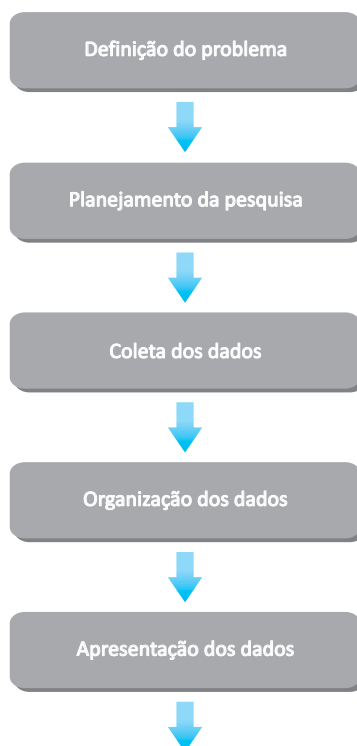 Definição do problema
Planejamento da pesquisa
Coleta dos dados
Organização dos dados
Apresentação dos dados